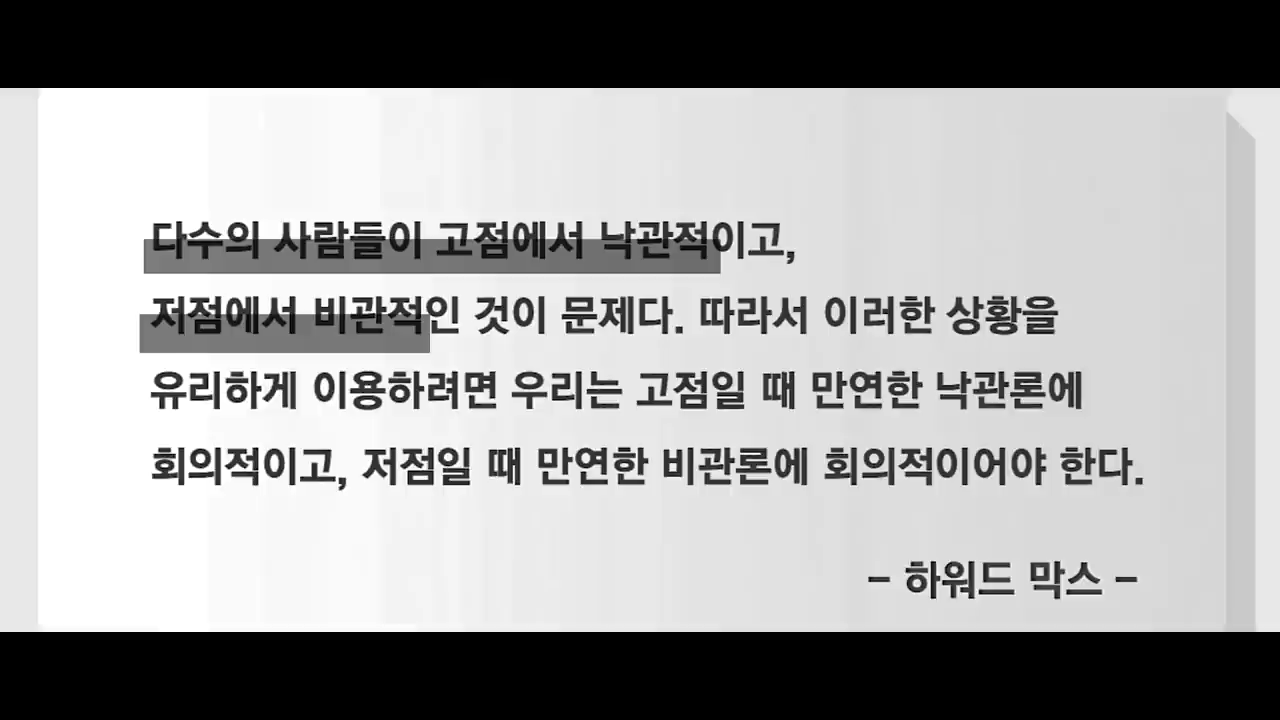 다수의 사람들이 고점에서 낙관적이고,
저점에서 비관적인 것이 문제다. 따라서 이러한 상황을
유리하게 이용하려면 우리는 고점일 때 만연한 낙관론에
회의적이고, 저점일 때 만연한 비관론에 회의적이어야 한다.
– 하워드 막스 –